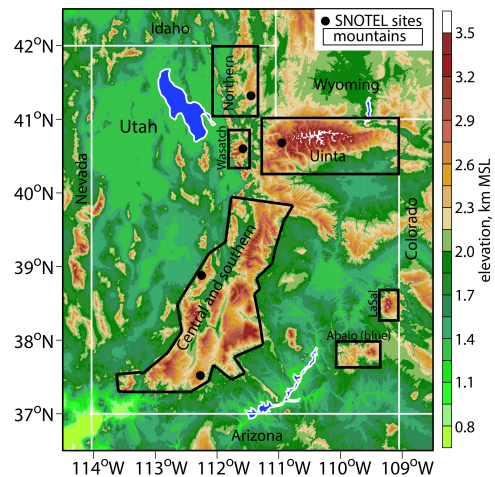 SNOTEL sites
mountains
42°N
41°N
40°N
39°N
38°N
37°N
Idaho
Wyoming
Northern
Utah
Wasatch
Uinta
Nevada
Colorado
Central and southern
LaSal
Abajo (blue)
Arizona
114°W
113°W
112°W
111°W
110°W
109°W
3.5
3.2
2.9
2.6
2.3
2.0
1.7
1.4
1.1
0.8
elevation, km MSL